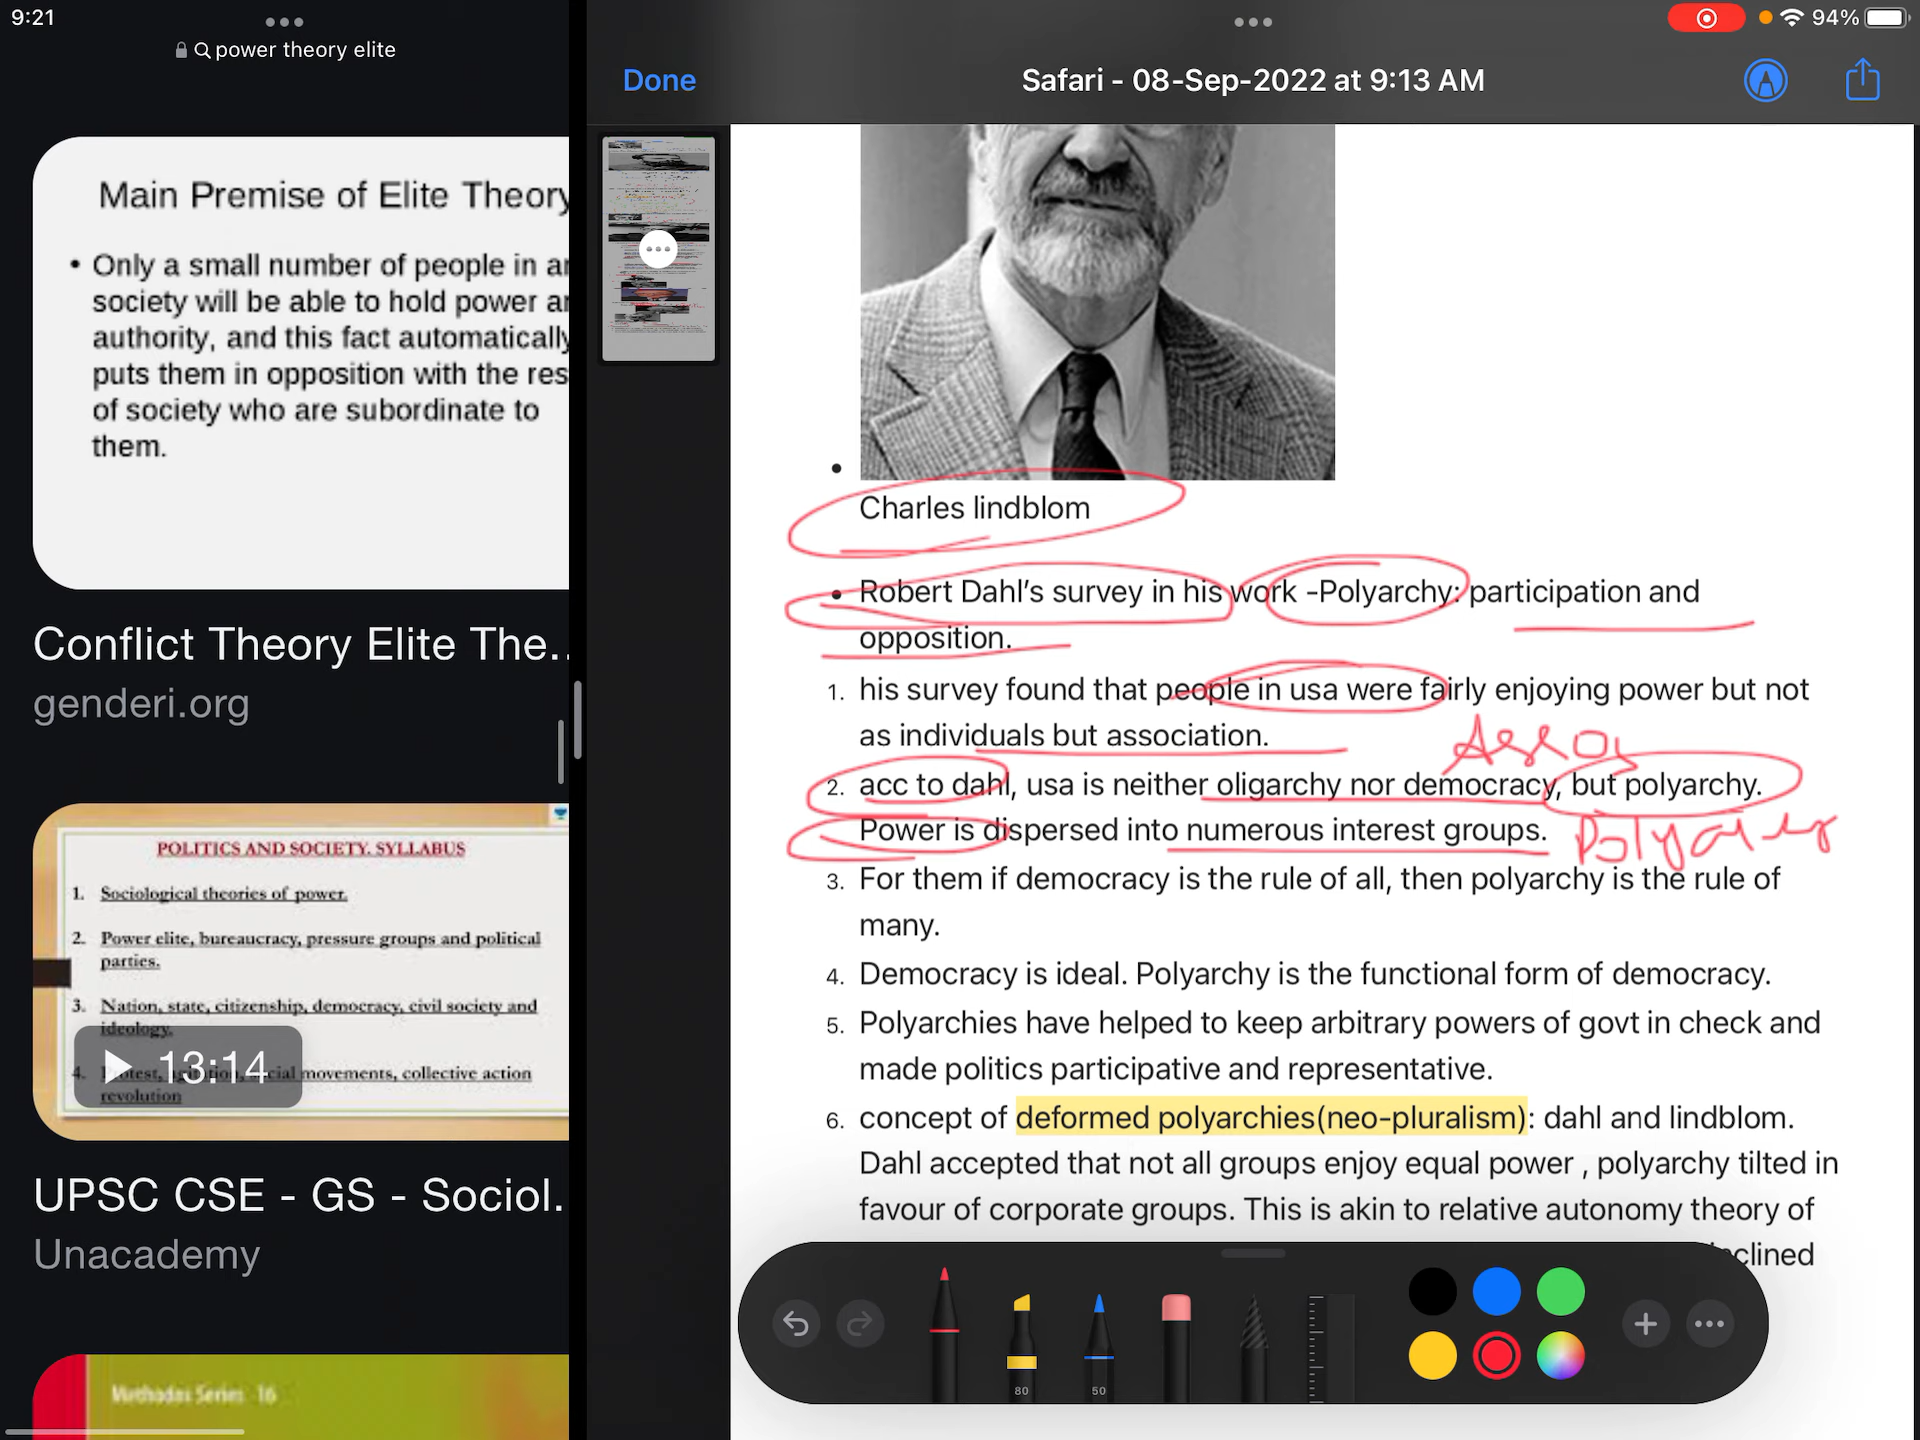 9:21
power theory elite
Main Premise of Elite Theory
• Only a small number of people in
society will be able to hold power
authority, and this fact automatically
puts them in opposition with the
of society who are subordinate to
them.
Conflict Theory Elite The...
genderi.org
POLITICS AND SOCIETY. SYLLABUS
1. Sociological theories of power.
2. Power elite, bureaucracy, pressure groups and political
parties.
3. Nation, state, citizenship, democracy, civil society and
ideology.
13:14
4. movements, collective action
revolution
UPSC CSE - GS - Sociol.
Unacademy
Methodos Series 16
94%
Done
Safari - 08-Sep-2022 at 9:13 AM
Charles lindblom
• Robert Dahl's survey in his work -Polyarchy: participation and
opposition.
1. his survey found that people in usa were fairly enjoying power but not
as individuals but association.
2. acc to dahl, usa is neither oligarchy nor democracy, but polyarchy.
Power is dispersed into numerous interest groups.
3. For them if democracy is the rule of all, then polyarchy is the rule of
many.
4. Democracy is ideal. Polyarchy is the functional form of democracy.
5. Polyarchies have helped to keep arbitrary powers of govt in check and
made politics participative and representative.
6. concept of deformed polyarchies(neo-pluralism): dahl and lindblom.
Dahl accepted that not all groups enjoy equal power , polyarchy tilted in
favour of corporate groups. This is akin to relative autonomy theory of
80
50